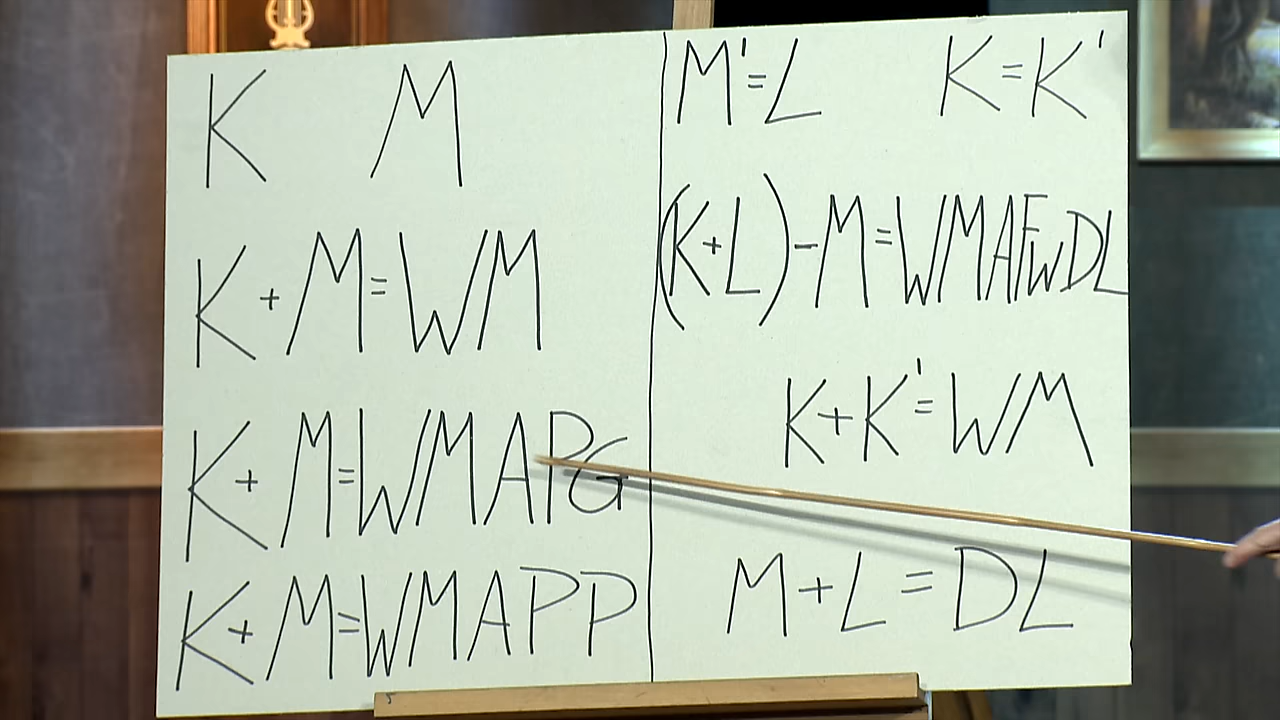 K M
K + M = WM
K + M = WMAPG
K + M = WMAPP
M' = L K = K'
(K + L) - M = WMAFWDL
K + K' = WM
M + L = DL